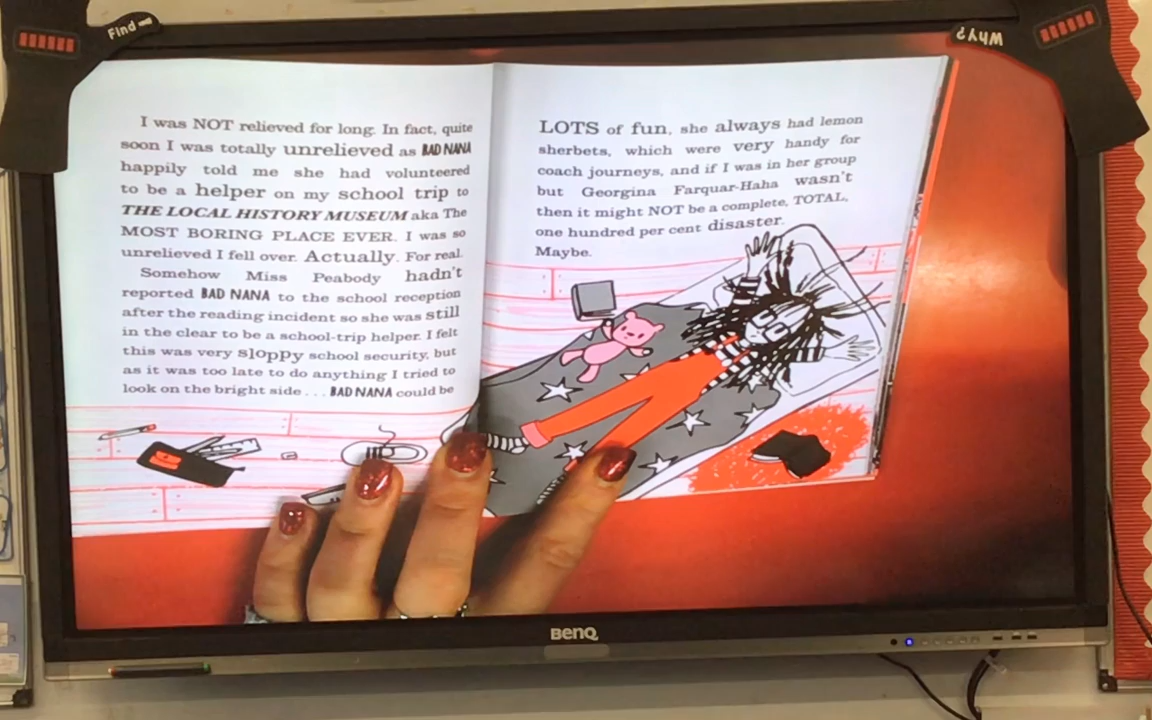 Find
Why?
I was NOT relieved for long. In fact, quite
soon I was totally unrelieved as BAD NANA
happily told me she had volunteered
to be a helper on my school trip to
THE LOCAL HISTORY MUSEUM aka The
MOST BORING PLACE EVER. I was so
unrelieved I fell over. Actually. For real.
Somehow Miss Peabody hadn't
reported BAD NANA to the school reception
after the reading incident so she was still
in the clear to be a school-trip helper. I felt
this was very sloppy school security, but
as it was too late to do anything I tried to
look on the bright side . . . BAD NANA could be
LOTS of fun, she always had lemon
sherbets, which were very handy for
coach journeys, and if I was in her group
but Georgina Farquar-Haha wasn't
then it might NOT be a complete, TOTAL,
one hundred per cent disaster.
Maybe.
BenQ